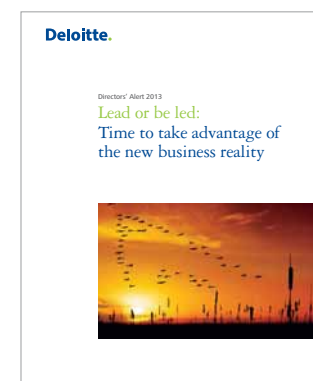 Deloitte.
Directors' Alert 2013
Lead or be led:
Time to take advantage of
the new business reality